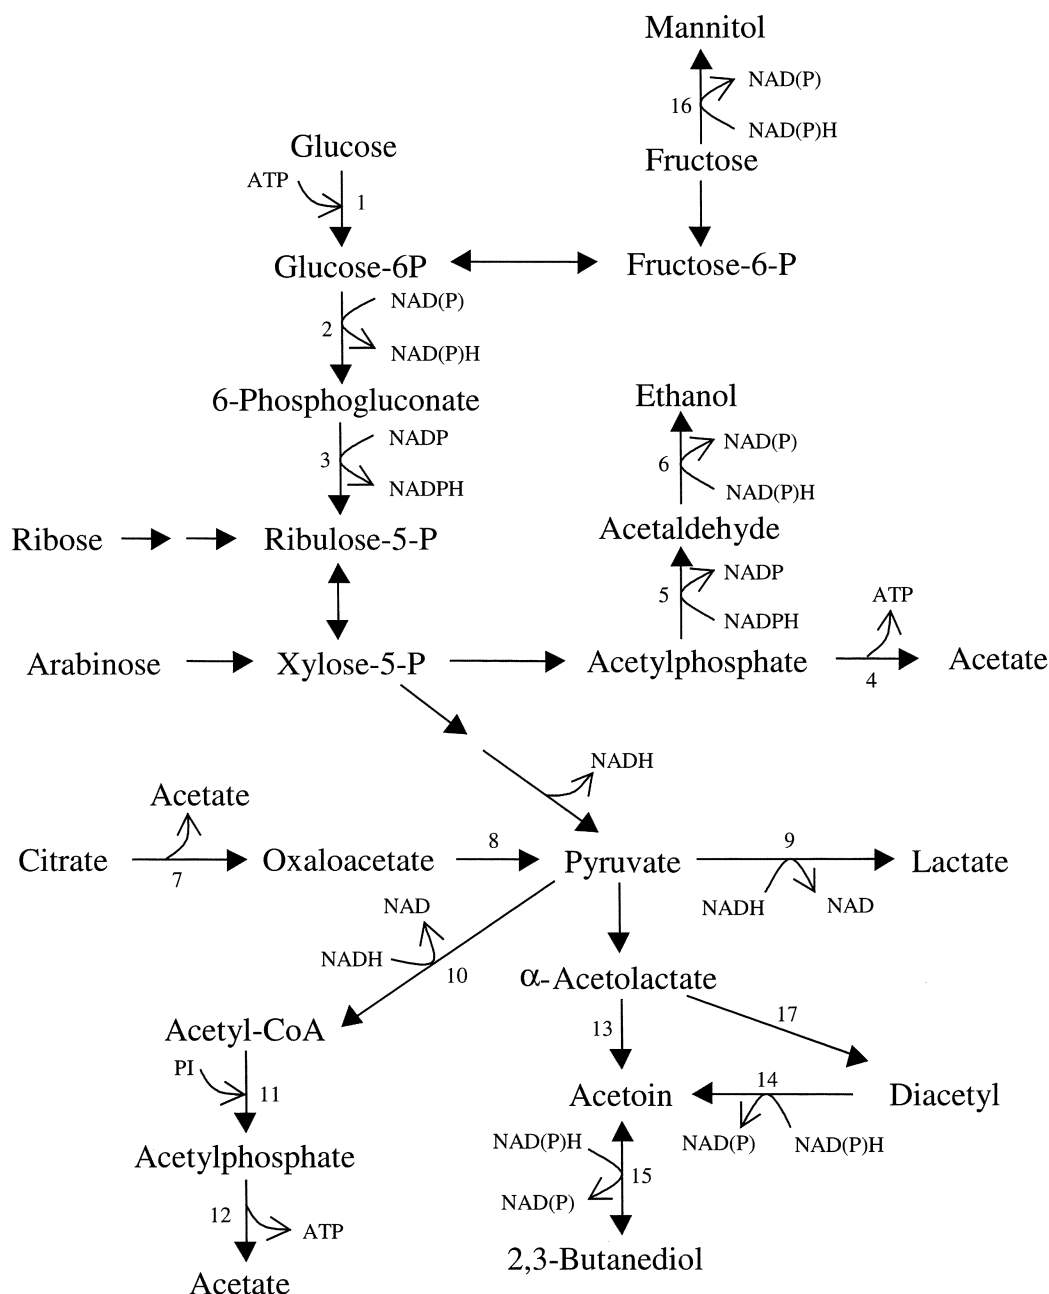 Mannitol
NAD(P)
16
NAD(P)H
Glucose
Fructose
ATP
1
Glucose-6P
Fructose-6-P
NAD(P)
2
NAD(P)H
6-Phosphogluconate
Ethanol
NADP
NAD(P)
3
6
NADPH
NAD(P)H
Ribose
Ribulose-5-P
Acetaldehyde
NADP
5
ATP
NADPH
Arabinose
Xylose-5-P
Acetylphosphate
4
Acetate
NADH
Acetate
Citrate
7
Oxaloacetate
8
Pyruvate
9
Lactate
NAD
NADH
NAD
NADH
10
α-Acetolactate
Acetyl-CoA
13
17
PI
11
14
Acetoin
Diacetyl
NAD(P)H
NAD(P)
NAD(P)H
Acetylphosphate
15
NAD(P)
12
ATP
2,3-Butanediol
Acetate